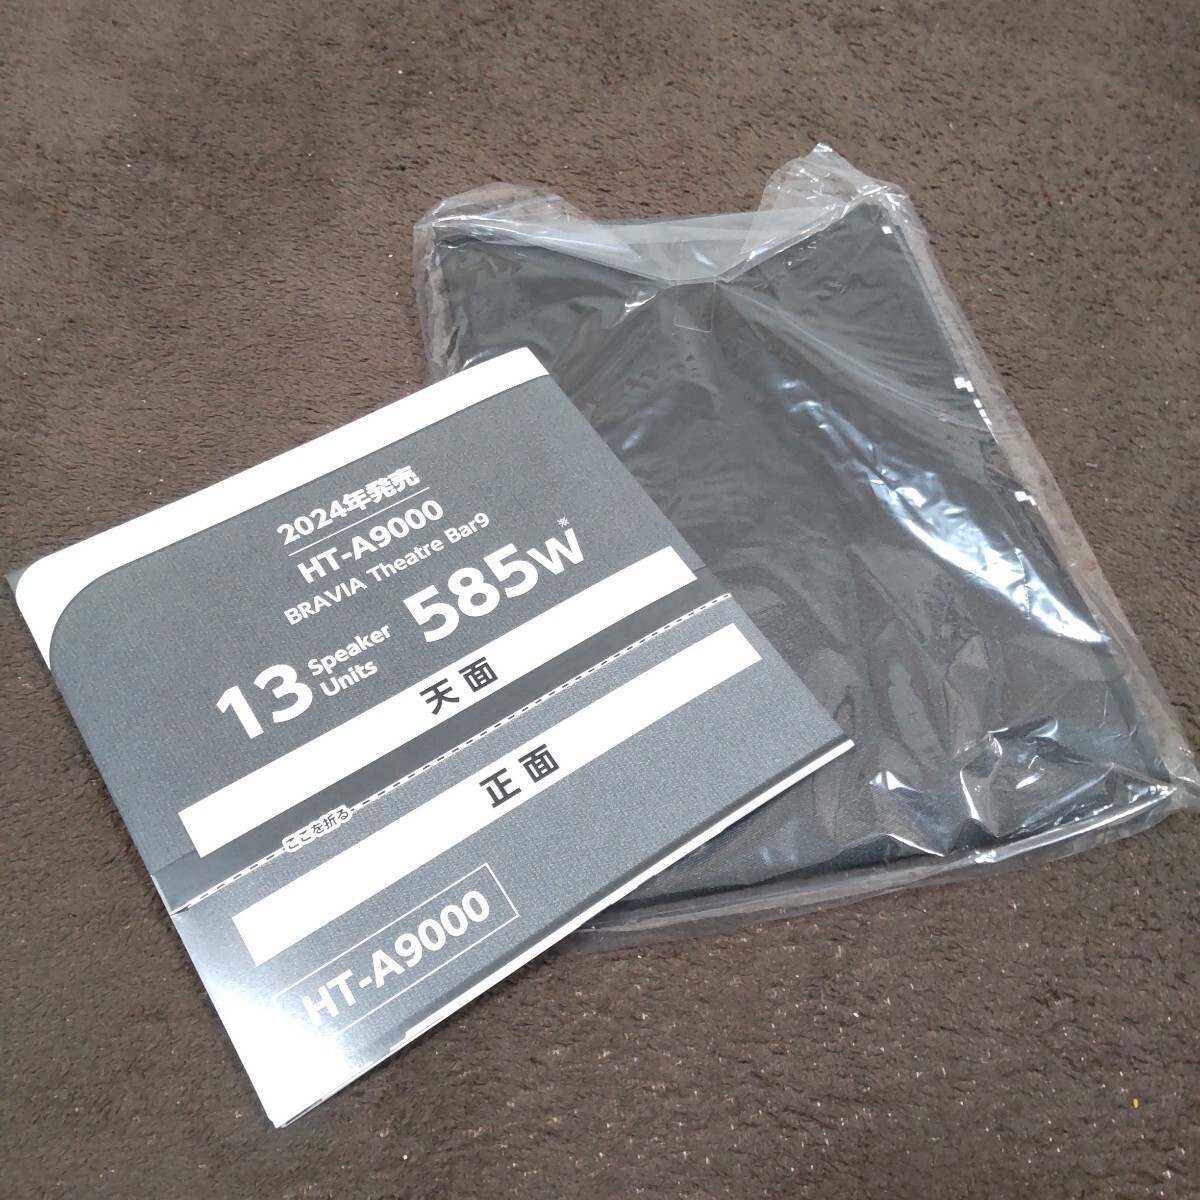 2024年発売
HT-A9000
BRAVIA Theatre Bar9
13 Speaker Units
585W※
天面
ここを折る
正面
HT-A9000